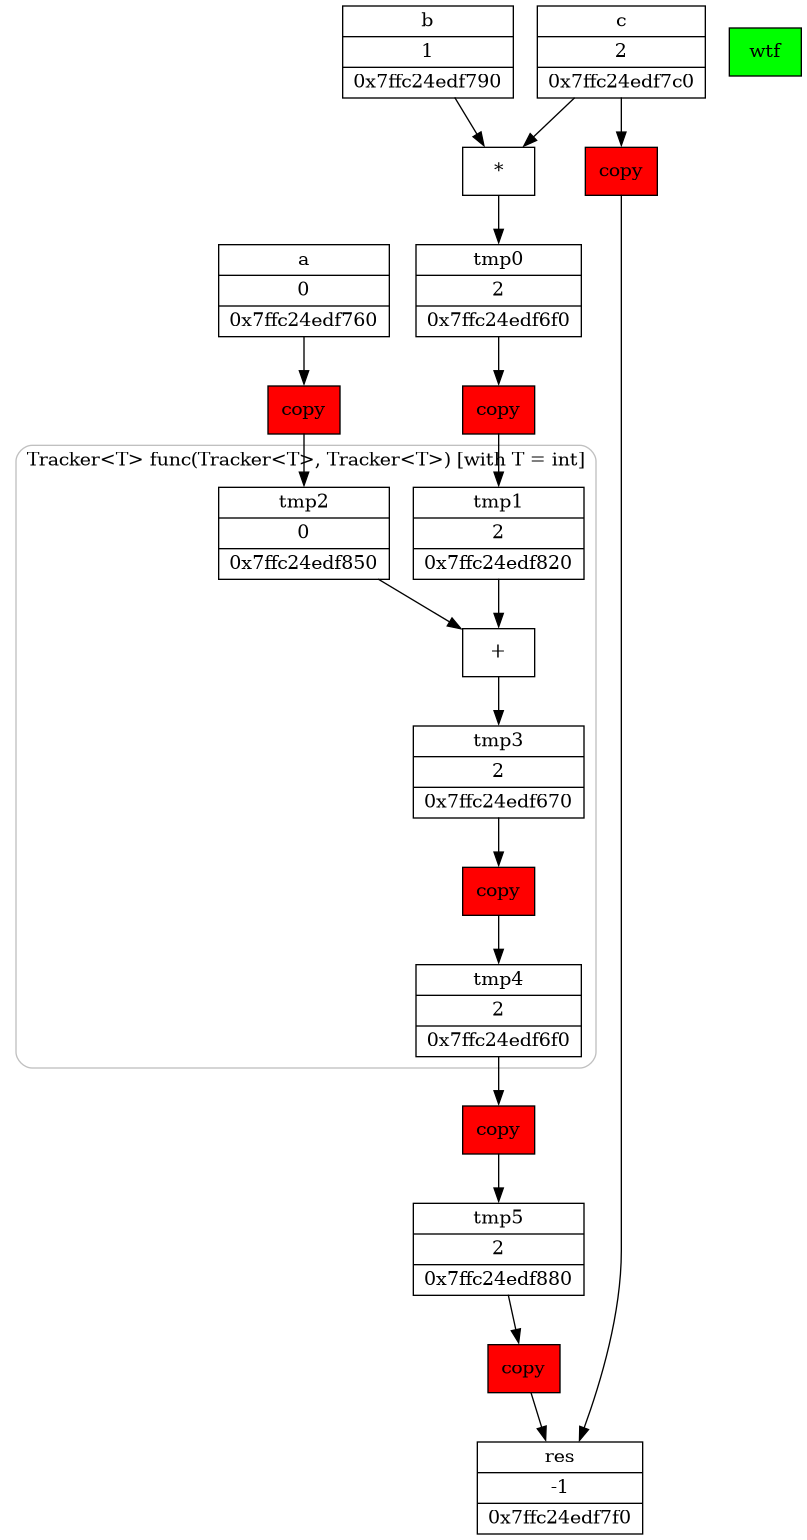 b
1
0x7ffc24edf790
c
2
0x7ffc24edf7c0
wtf
*
copy
a
0
0x7ffc24edf760
tmp0
2
0x7ffc24edf6f0
copy
copy
Tracker<T> func(Tracker<T>, Tracker<T>) [with T = int]
tmp2
0
0x7ffc24edf850
tmp1
2
0x7ffc24edf820
+
tmp3
2
0x7ffc24edf670
copy
tmp4
2
0x7ffc24edf6f0
copy
tmp5
2
0x7ffc24edf880
copy
res
-1
0x7ffc24edf7f0